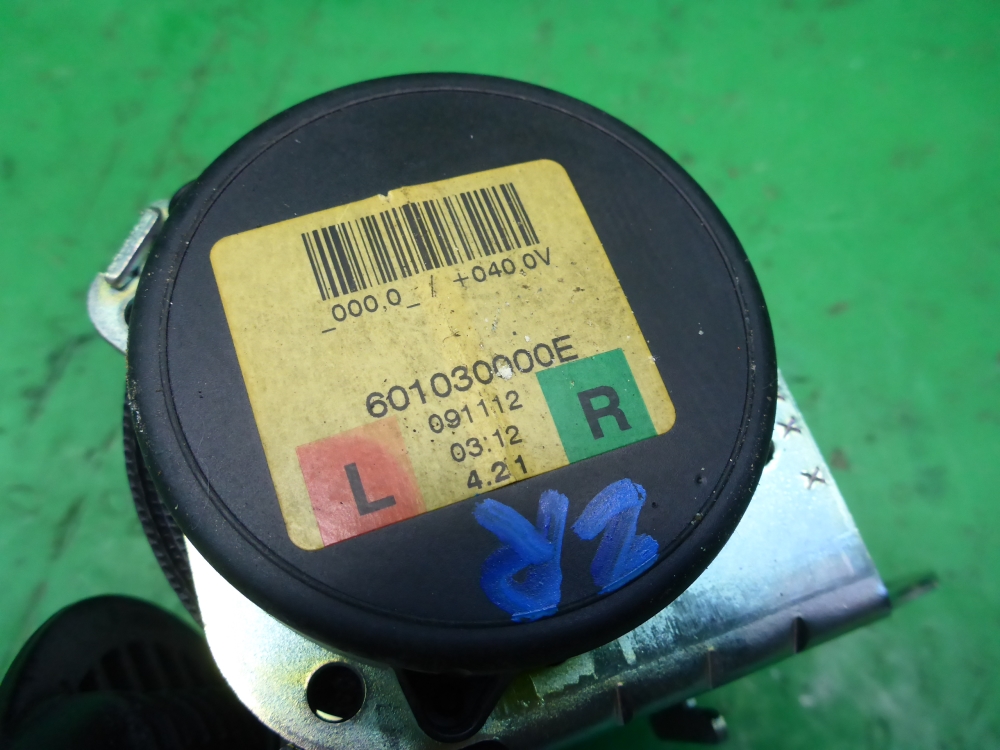 _000,0_ / +040,0V
601030000E
091112
03:12
4.21
L
R